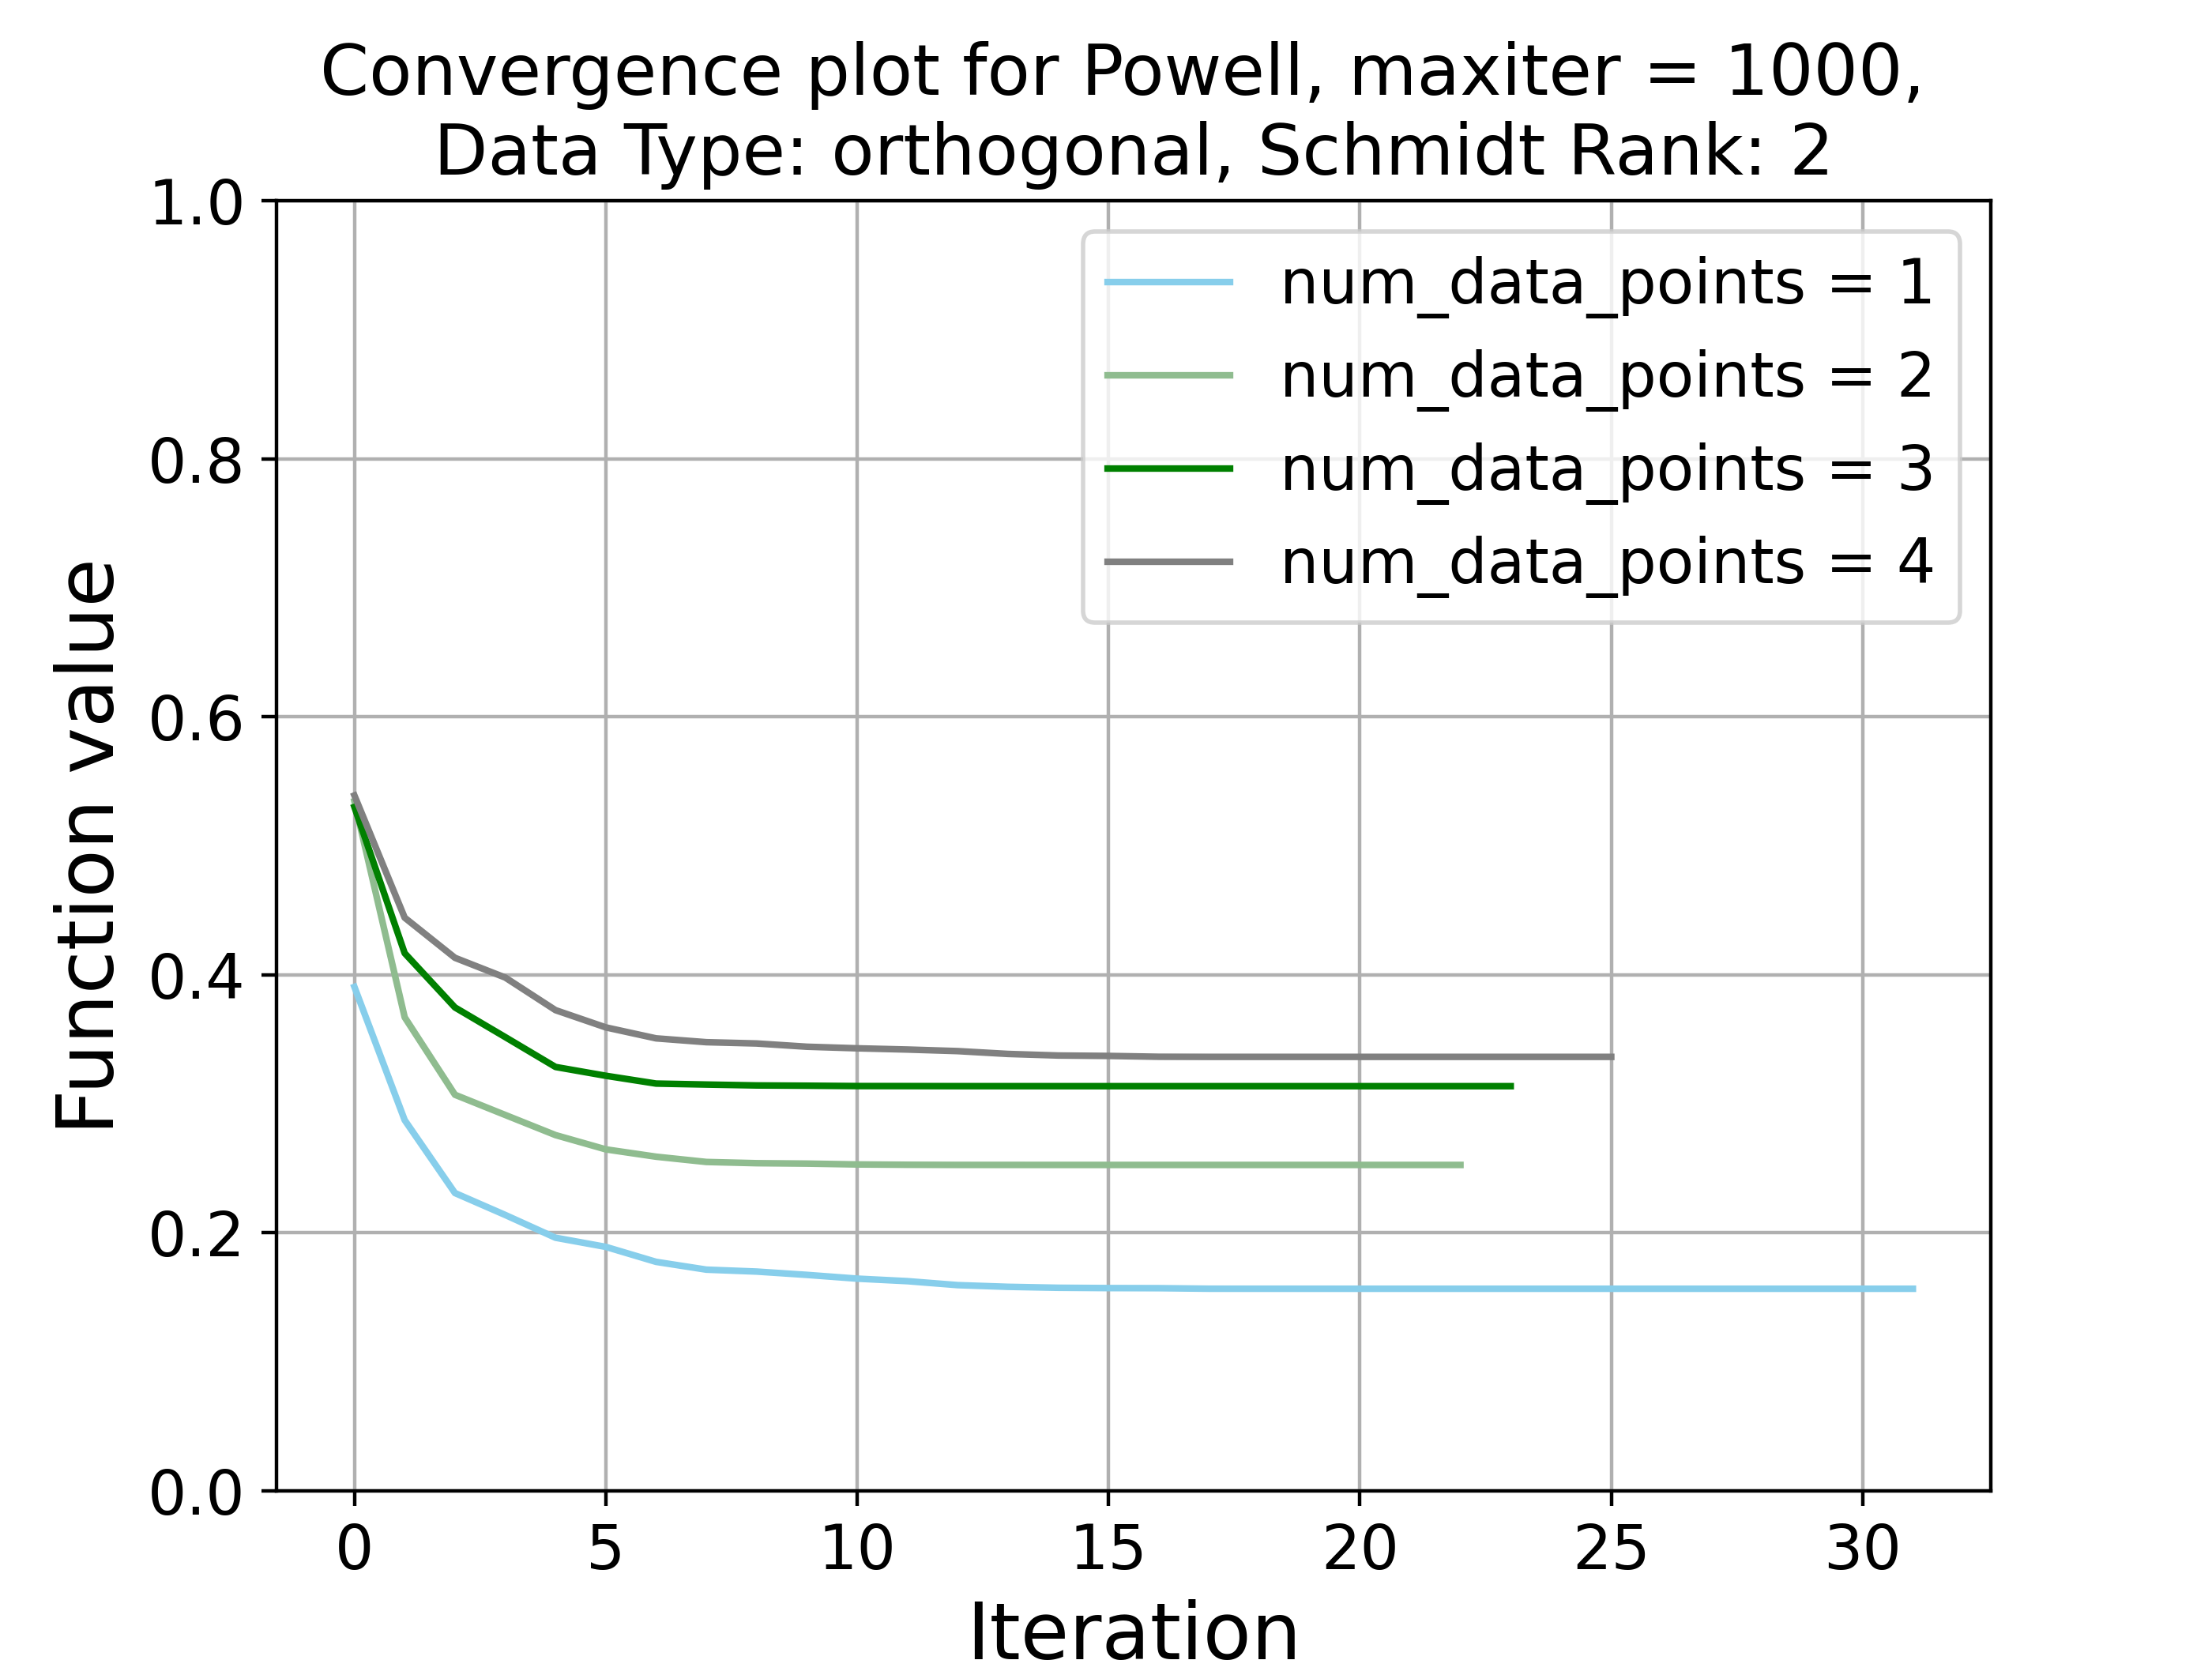 Convergence plot for Powell, maxiter = 1000,
Data Type: orthogonal, Schmidt Rank: 2
1.0
0.8
0.6
0.4
0.2
0.0
Function value
num_data_points = 1
num_data_points = 2
num_data_points = 3
num_data_points = 4
0 5 10 15 20 25 30
Iteration